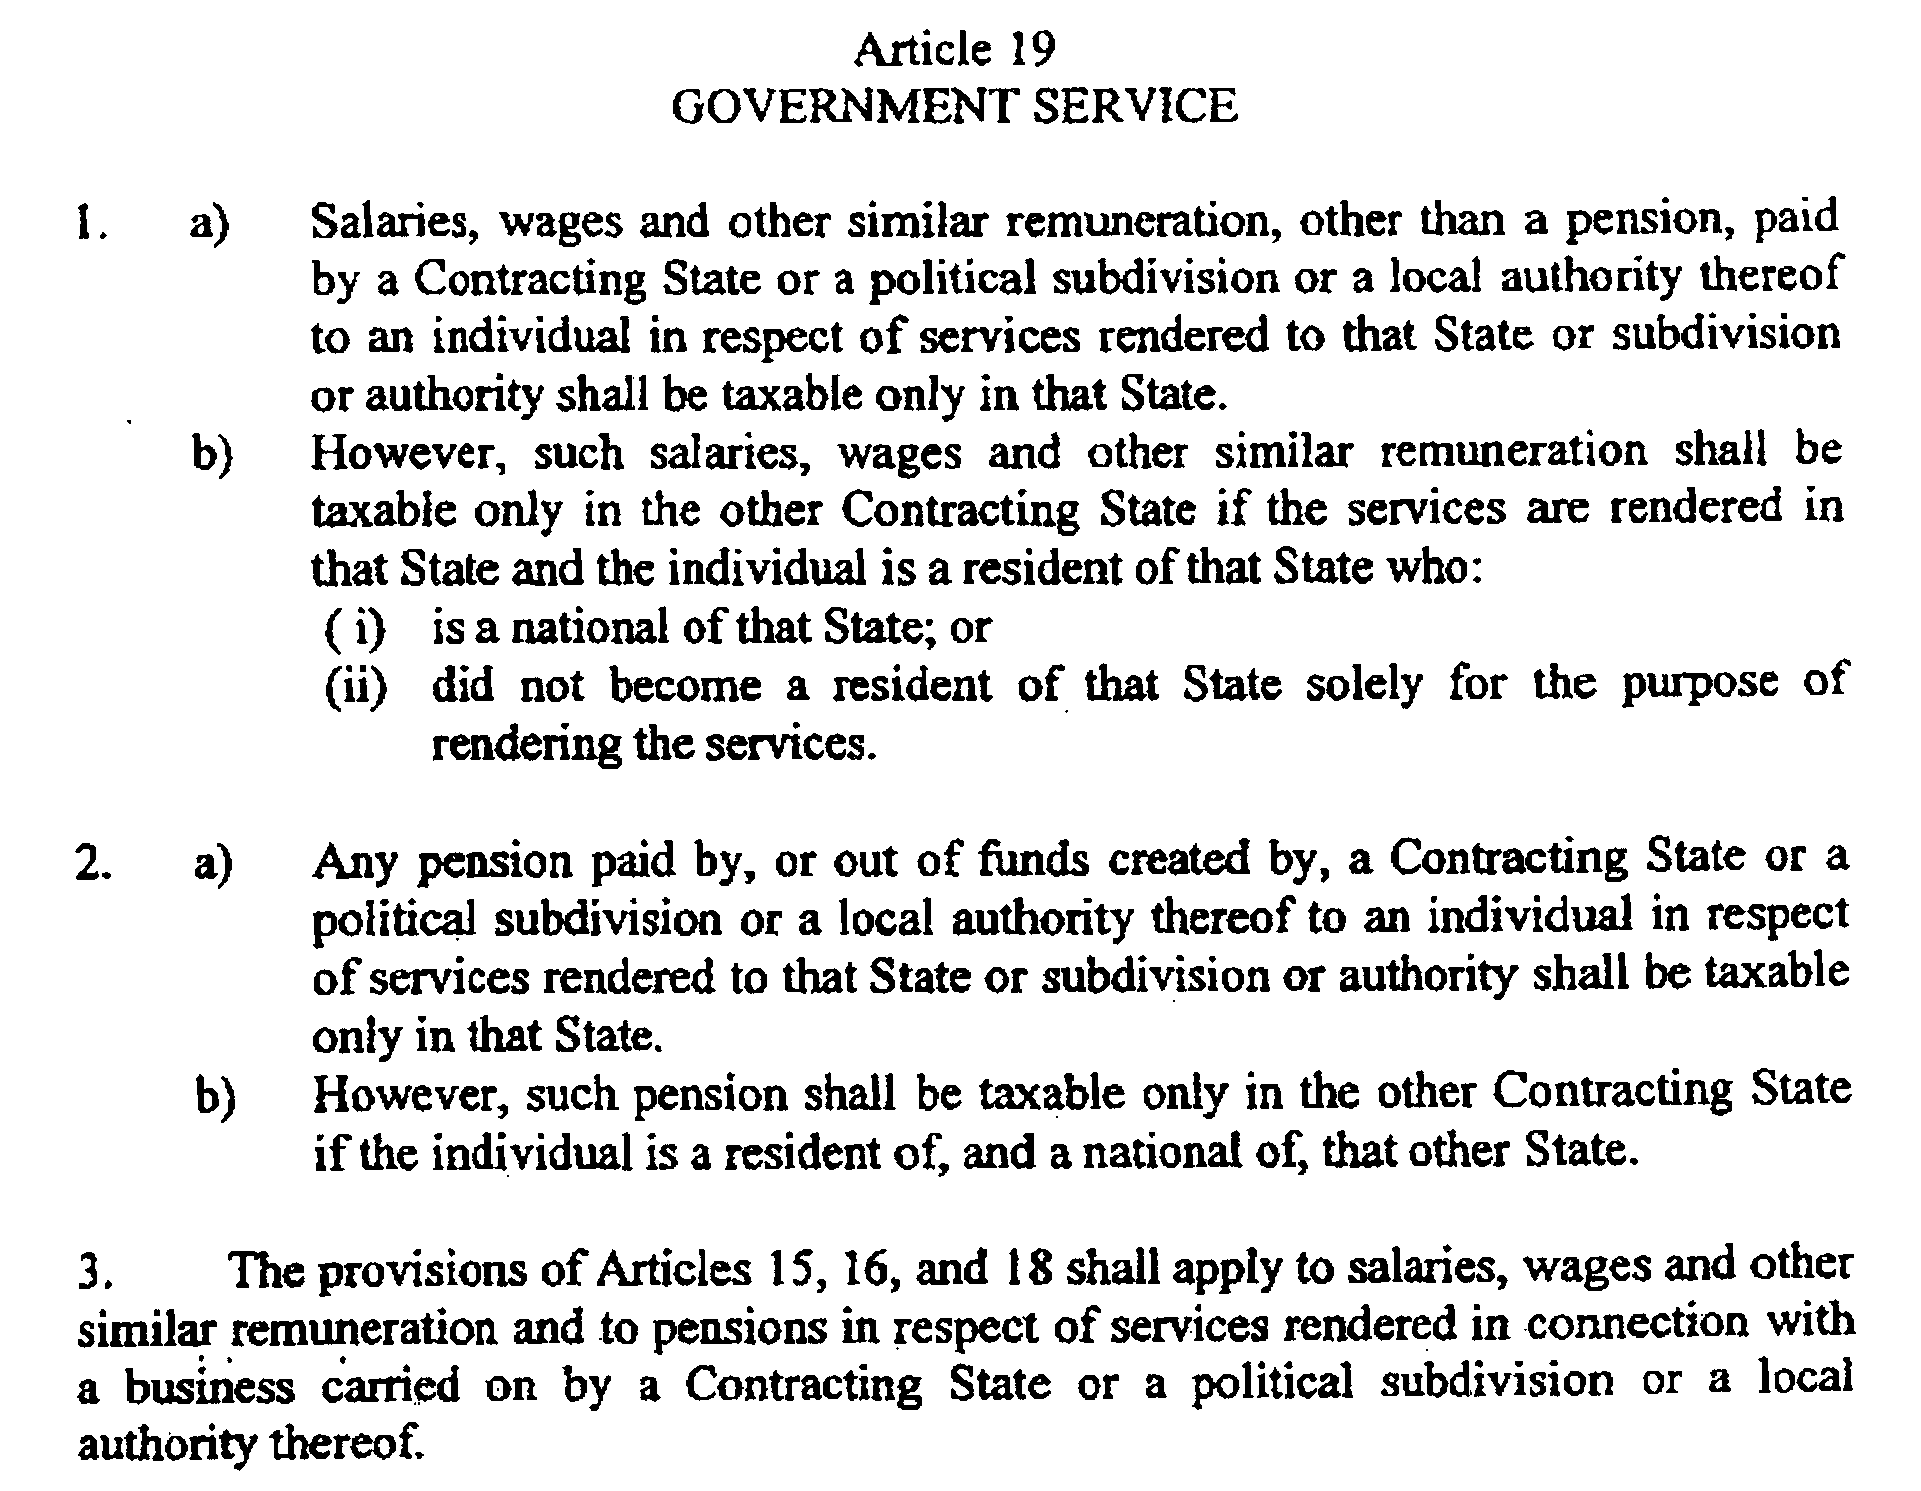 Article 19
GOVERNMENT SERVICE
1. a) Salaries, wages and other similar remuneration, other than a pension, paid
by a Contracting State or a political subdivision or a local authority thereof
to an individual in respect of services rendered to that State or subdivision
or authority shall be taxable only in that State.
b) However, such salaries, wages and other similar remuneration shall be
taxable only in the other Contracting State if the services are rendered in
that State and the individual is a resident of that State who:
( i) is a national of that State; or
(ii) did not become a resident of that State solely for the purpose of
rendering the services.
2. a) Any pension paid by, or out of funds created by, a Contracting State or a
political subdivision or a local authority thereof to an individual in respect
of services rendered to that State or subdivision or authority shall be taxable
only in that State.
b) However, such pension shall be taxable only in the other Contracting State
if the individual is a resident of, and a national of, that other State.
3. The provisions of Articles 15, 16, and 18 shall apply to salaries, wages and other
similar remuneration and to pensions in respect of services rendered in connection with
a business carried on by a Contracting State or a political subdivision or a local
authority thereof.